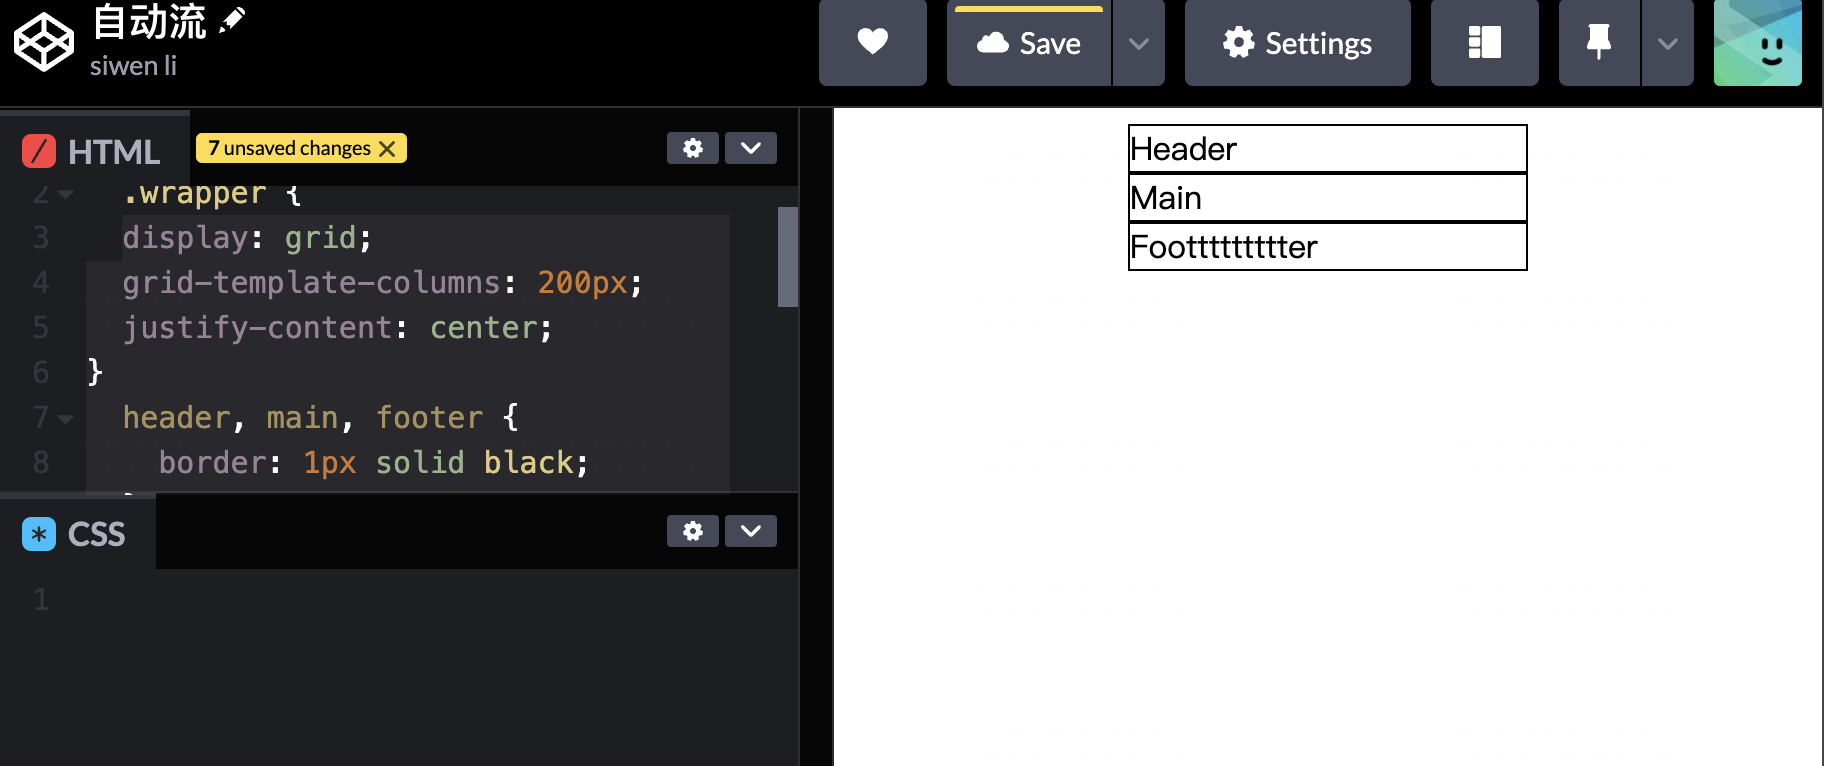 自动流
siwen li
Save
Settings
HTML
7 unsaved changes
2 .wrapper {
3 display: grid;
4 grid-template-columns: 200px;
5 justify-content: center;
6 }
7 header, main, footer {
8 border: 1px solid black;
CSS
1
Header
Main
Foottttttttter